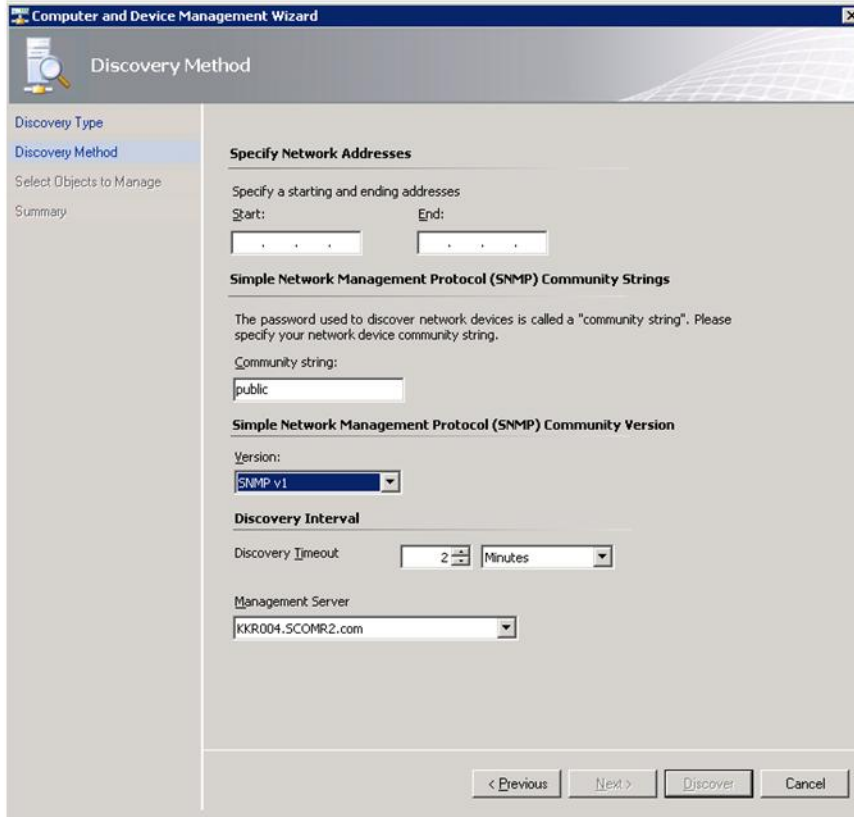 Computer and Device Management Wizard
Discovery Method
Discovery Type
Discovery Method
Select Objects to Manage
Summary
Specify Network Addresses
Specify a starting and ending addresses
Start: End:
. . . . . .
Simple Network Management Protocol (SNMP) Community Strings
The password used to discover network devices is called a "community string". Please
specify your network device community string.
Community string:
public
Simple Network Management Protocol (SNMP) Community Version
Version:
SNMP v1
Discovery Interval
Discovery Timeout 2 Minutes
Management Server
KKR004.SCOMR2.com
< Previous Next > Discover Cancel